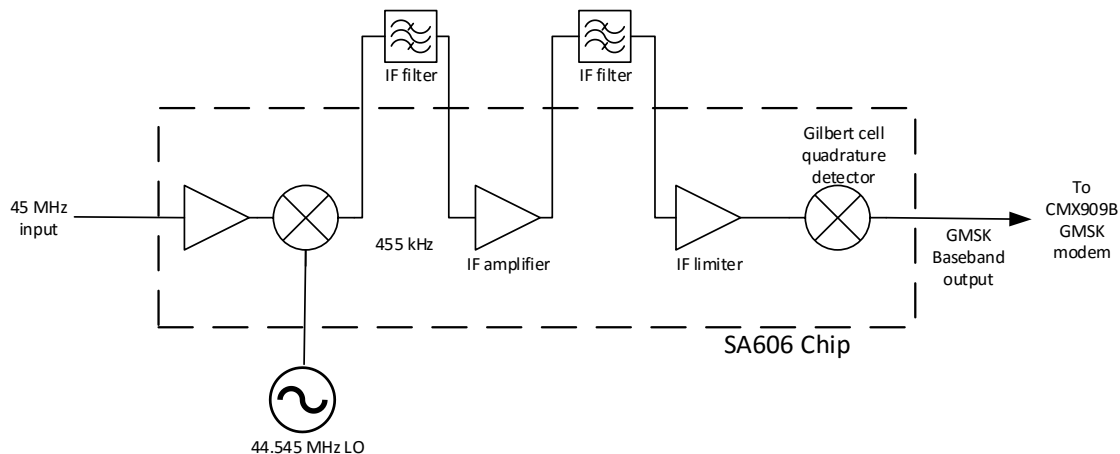 IF filter
IF filter
Gilbert cell
quadrature
detector
45 MHz
input
455 kHz
IF amplifier
IF limiter
GMSK
Baseband
output
To
CMX909B
GMSK
modem
SA606 Chip
44.545 MHz LO